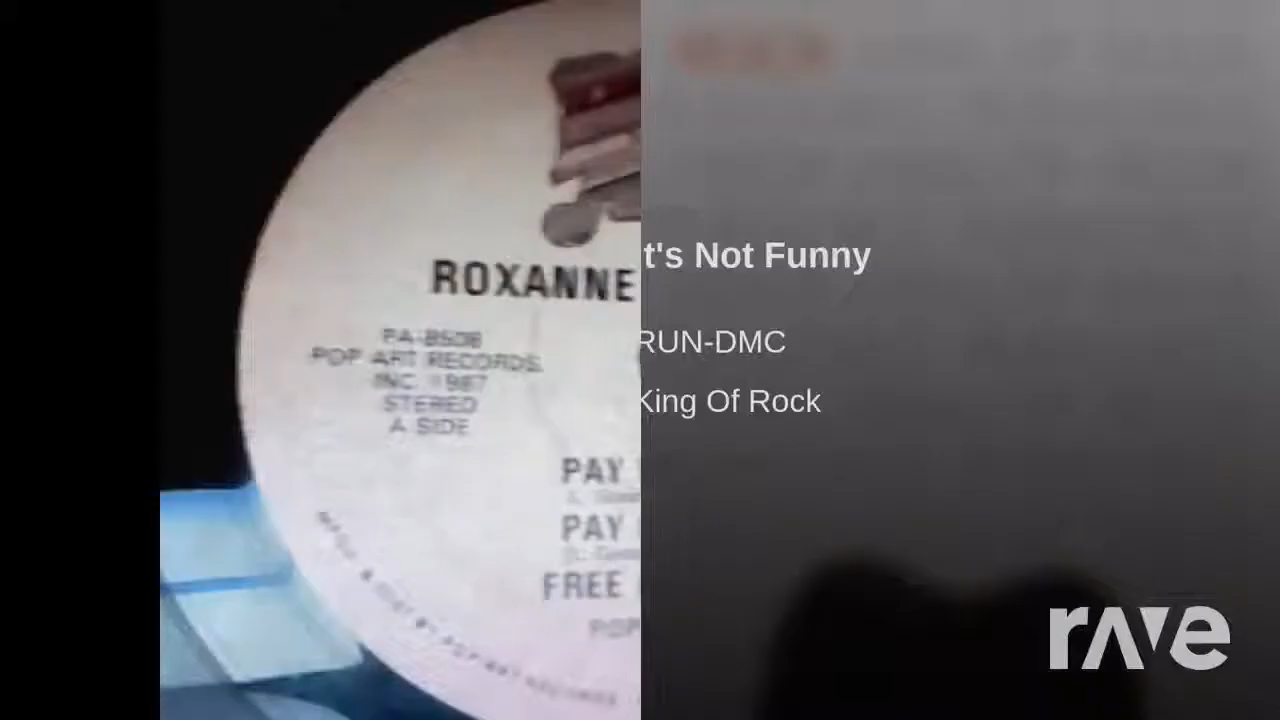 ROXANNE
PA-8508
POP ART RECORDS,
INC. 1987
STEREO
A SIDE
PAY
PAY
FREE
POP
t's Not Funny
RUN-DMC
King Of Rock
rave